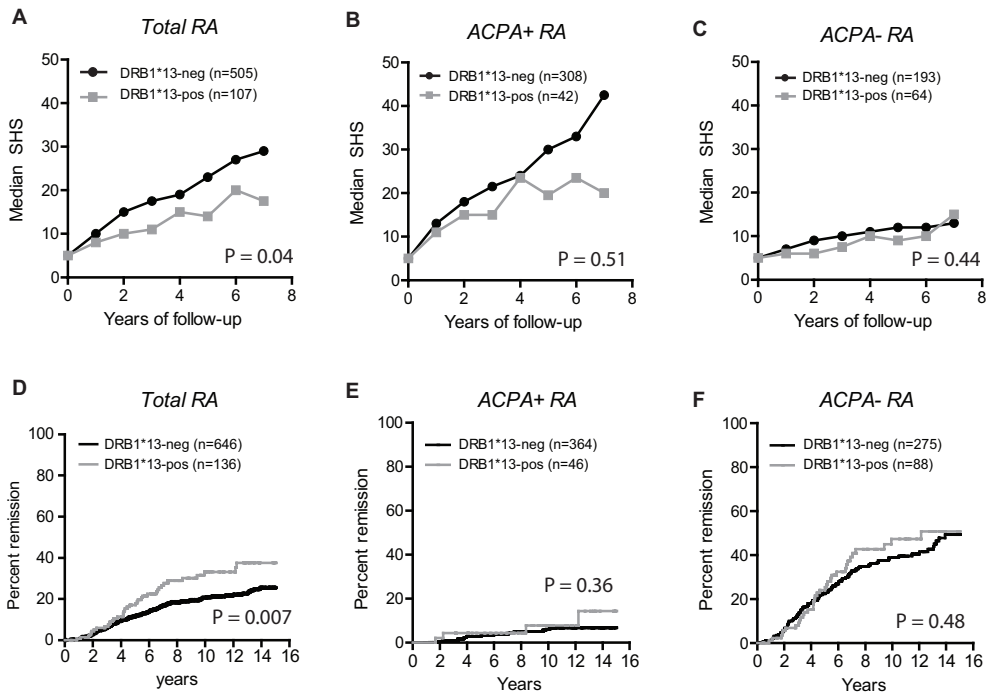 A
Total RA
50
40
30
20
10
0
Median SHS
DRB1*13-neg (n=505)
DRB1*13-pos (n=107)
P = 0.04
0 2 4 6 8
Years of follow-up
B
ACPA+ RA
50
40
30
20
10
0
Median SHS
DRB1*13-neg (n=308)
DRB1*13-pos (n=42)
P = 0.51
0 2 4 6 8
Years of follow-up
C
ACPA- RA
50
40
30
20
10
0
Median SHS
DRB1*13-neg (n=193)
DRB1*13-pos (n=64)
P = 0.44
0 2 4 6 8
Years of follow-up
D
Total RA
100
80
60
40
20
0
Percent remission
DRB1*13-neg (n=646)
DRB1*13-pos (n=136)
P = 0.007
0 2 4 6 8 10 12 14 16
years
E
ACPA+ RA
100
80
60
40
20
0
Percent remission
DRB1*13-neg (n=364)
DRB1*13-pos (n=46)
P = 0.36
0 2 4 6 8 10 12 14 16
Years
F
ACPA- RA
100
80
60
40
20
0
Percent remission
DRB1*13-neg (n=275)
DRB1*13-pos (n=88)
P = 0.48
0 2 4 6 8 10 12 14 16
Years